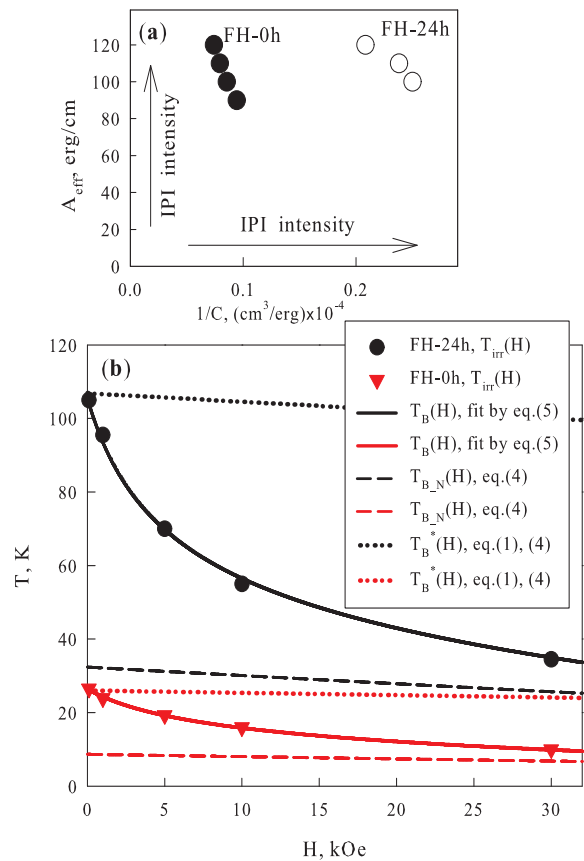 (a)
FH-0h
FH-24h
A_eff, erg/cm
120
100
80
60
40
20
0
IPI intensity
IPI intensity
0.0
0.1
0.2
1/C, (cm³/erg)×10⁻⁴
(b)
T, K
120
100
80
60
40
20
0
FH-24h, T_irr(H)
FH-0h, T_irr(H)
T_B(H), fit by eq.(5)
T_B(H), fit by eq.(5)
T_B_N(H), eq.(4)
T_B_N(H), eq.(4)
T_B*(H), eq.(1), (4)
T_B*(H), eq.(1), (4)
0
5
10
15
20
25
30
H, kOe